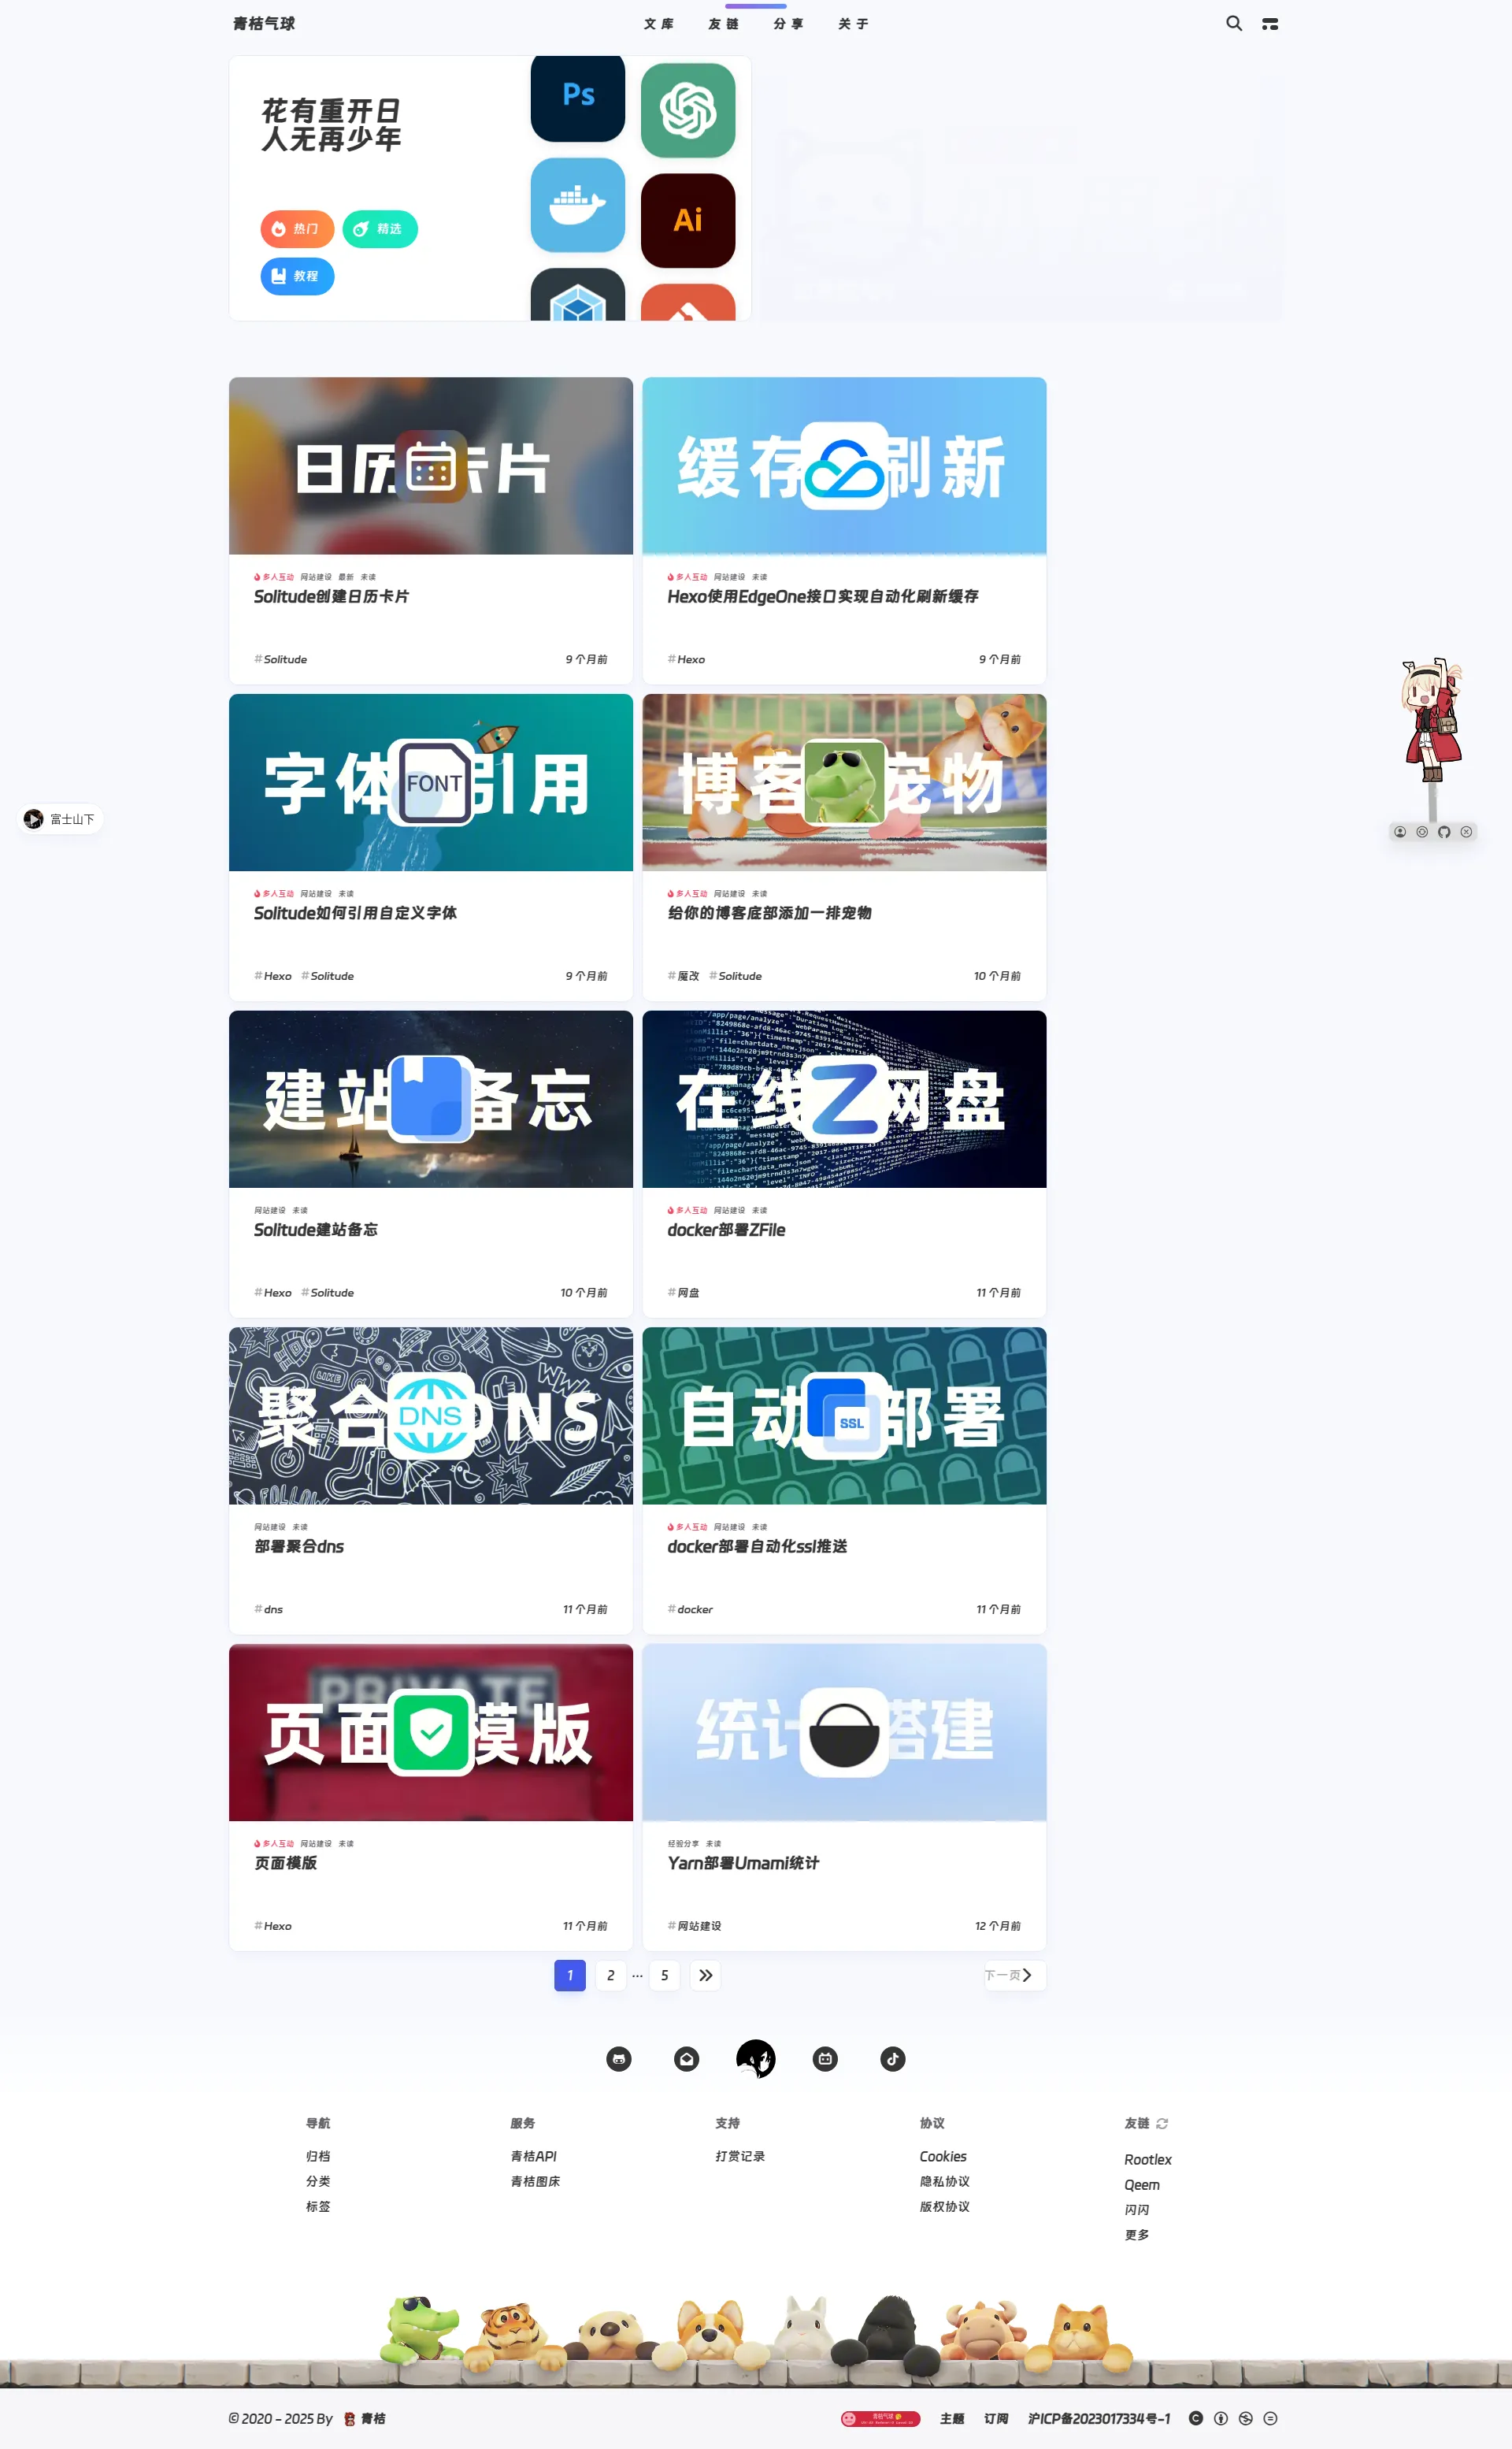 青桔气球
文库 友链 分享 关于
花有重开日
人无再少年
Ps
Ai
热门 精选
教程
日历卡片
多人互动 网站建设 最新 未读
Solitude创建日历卡片
#Solitude 9 个月前
缓存刷新
多人互动 网站建设 未读
Hexo使用EdgeOne接口实现自动化刷新缓存
#Hexo 9 个月前
字体引用
FONT
多人互动 网站建设 未读
Solitude如何引用自定义字体
#Hexo #Solitude 9 个月前
博客宠物
多人互动 网站建设 未读
给你的博客底部添加一排宠物
#魔改 #Solitude 10 个月前
富士山下
建站备忘
网站建设 未读
Solitude建站备忘
#Hexo #Solitude 10 个月前
在线网盘
多人互动 网站建设 未读
docker部署ZFile
#网盘 11 个月前
聚合DNS
DNS
LIKE
WWW
FOLLOW
网站建设 未读
部署聚合dns
#dns 11 个月前
自动部署
SSL
多人互动 网站建设 未读
docker部署自动化ssl推送
#docker 11 个月前
PRIVATE
页面模版
多人互动 网站建设 未读
页面模版
#Hexo 11 个月前
统计搭建
经验分享 未读
Yarn部署Umami统计
#网站建设 12 个月前
1 2 … 5 下一页
导航
归档
分类
标签
服务
青桔API
青桔图床
支持
打赏记录
协议
Cookies
隐私协议
版权协议
友链
Rootlex
Qeem
闪闪
更多
© 2020 - 2025 By 青桔
青桔气球
主题 订阅 沪ICP备2023017334号-1